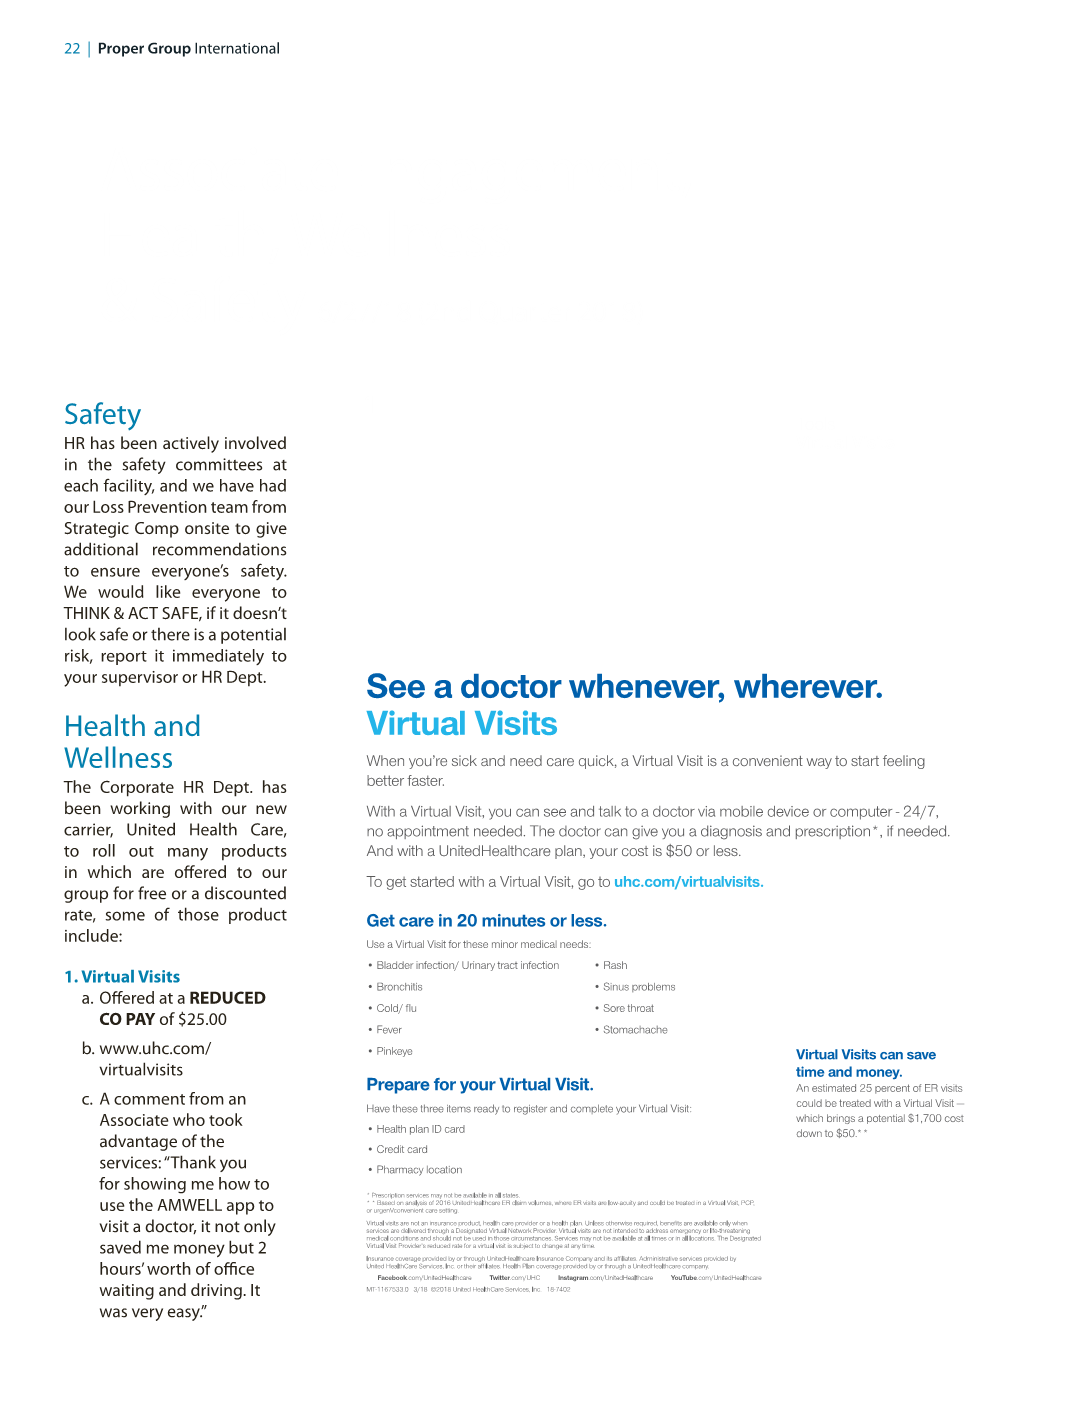 22 | Proper Group International
Safety
HR has been actively involved
in the safety committees at
each facility, and we have had
our Loss Prevention team from
Strategic Comp onsite to give
additional recommendations
to ensure everyone’s safety.
We would like everyone to
THINK & ACT SAFE, if it doesn’t
look safe or there is a potential
risk, report it immediately to
your supervisor or HR Dept.
Health and
Wellness
The Corporate HR Dept. has
been working with our new
carrier, United Health Care,
to roll out many products
in which are offered to our
group for free or a discounted
rate, some of those product
include:
1. Virtual Visits
a. Offered at a REDUCED
CO PAY of $25.00
b. www.uhc.com/
virtualvisits
c. A comment from an
Associate who took
advantage of the
services: “Thank you
for showing me how to
use the AMWELL app to
visit a doctor, it not only
saved me money but 2
hours’ worth of office
waiting and driving. It
was very easy.”
See a doctor whenever, wherever.
Virtual Visits
When you’re sick and need care quick, a Virtual Visit is a convenient way to start feeling
better faster.
With a Virtual Visit, you can see and talk to a doctor via mobile device or computer - 24/7,
no appointment needed. The doctor can give you a diagnosis and prescription*, if needed.
And with a UnitedHealthcare plan, your cost is $50 or less.
To get started with a Virtual Visit, go to uhc.com/virtualvisits.
Get care in 20 minutes or less.
Use a Virtual Visit for these minor medical needs:
• Bladder infection/ Urinary tract infection
• Bronchitis
• Cold/ flu
• Fever
• Pinkeye
• Rash
• Sinus problems
• Sore throat
• Stomachache
Prepare for your Virtual Visit.
Have these three items ready to register and complete your Virtual Visit:
• Health plan ID card
• Credit card
• Pharmacy location
Virtual Visits can save
time and money.
An estimated 25 percent of ER visits
could be treated with a Virtual Visit —
which brings a potential $1,700 cost
down to $50.**
* Prescription services may not be available in all states.
* * Based on analysis of 2016 UnitedHealthcare ER claim volumes, where ER visits are low acuity and could be treated in a Virtual Visit, PCP,
or urgen/convenient care setting.
Virtual visits are not an insurance product, health care provider or a health plan. Unless otherwise required, benefits are available only when
services are delivered through a Designated Virtual Network Provider. Virtual visits are not intended to address emergency or life-threatening
medical conditions and should not be used in those circumstances. Services may not be available at all times or in all locations. The Designated
Virtual Visit Provider's reduced rate for a virtual visit is subject to change at any time.
Insurance coverage provided by or through UnitedHealthcare Insurance Company and its affiliates. Administrative services provided by
United HealthCare Services, Inc. or their affiliates. Health Plan coverage provided by or through a UnitedHealthcare company.
Facebook.com/UnitedHealthcare Twitter.com/UHC Instagram.com/UnitedHealthcare YouTube.com/UnitedHealthcare
MT-1167533.0 3/18 ©2018 United HealthCare Services, Inc. 18-7402